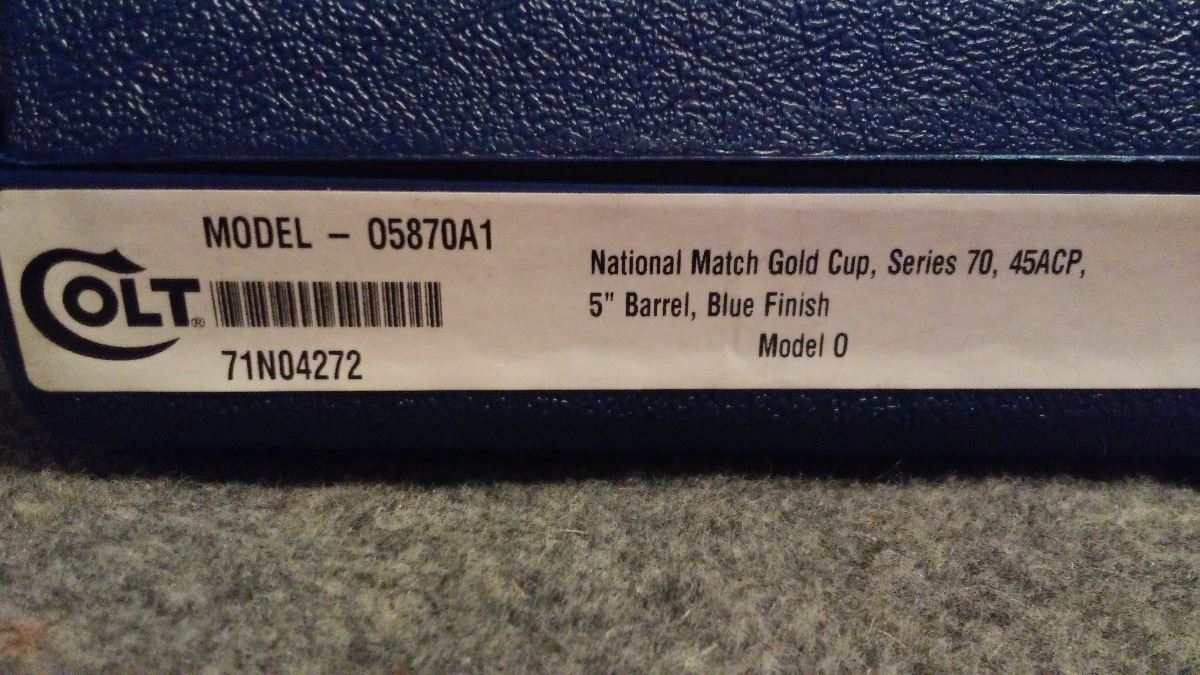 MODEL – O5870A1
COLT®
71N04272
National Match Gold Cup, Series 70, 45ACP,
5" Barrel, Blue Finish
Model O